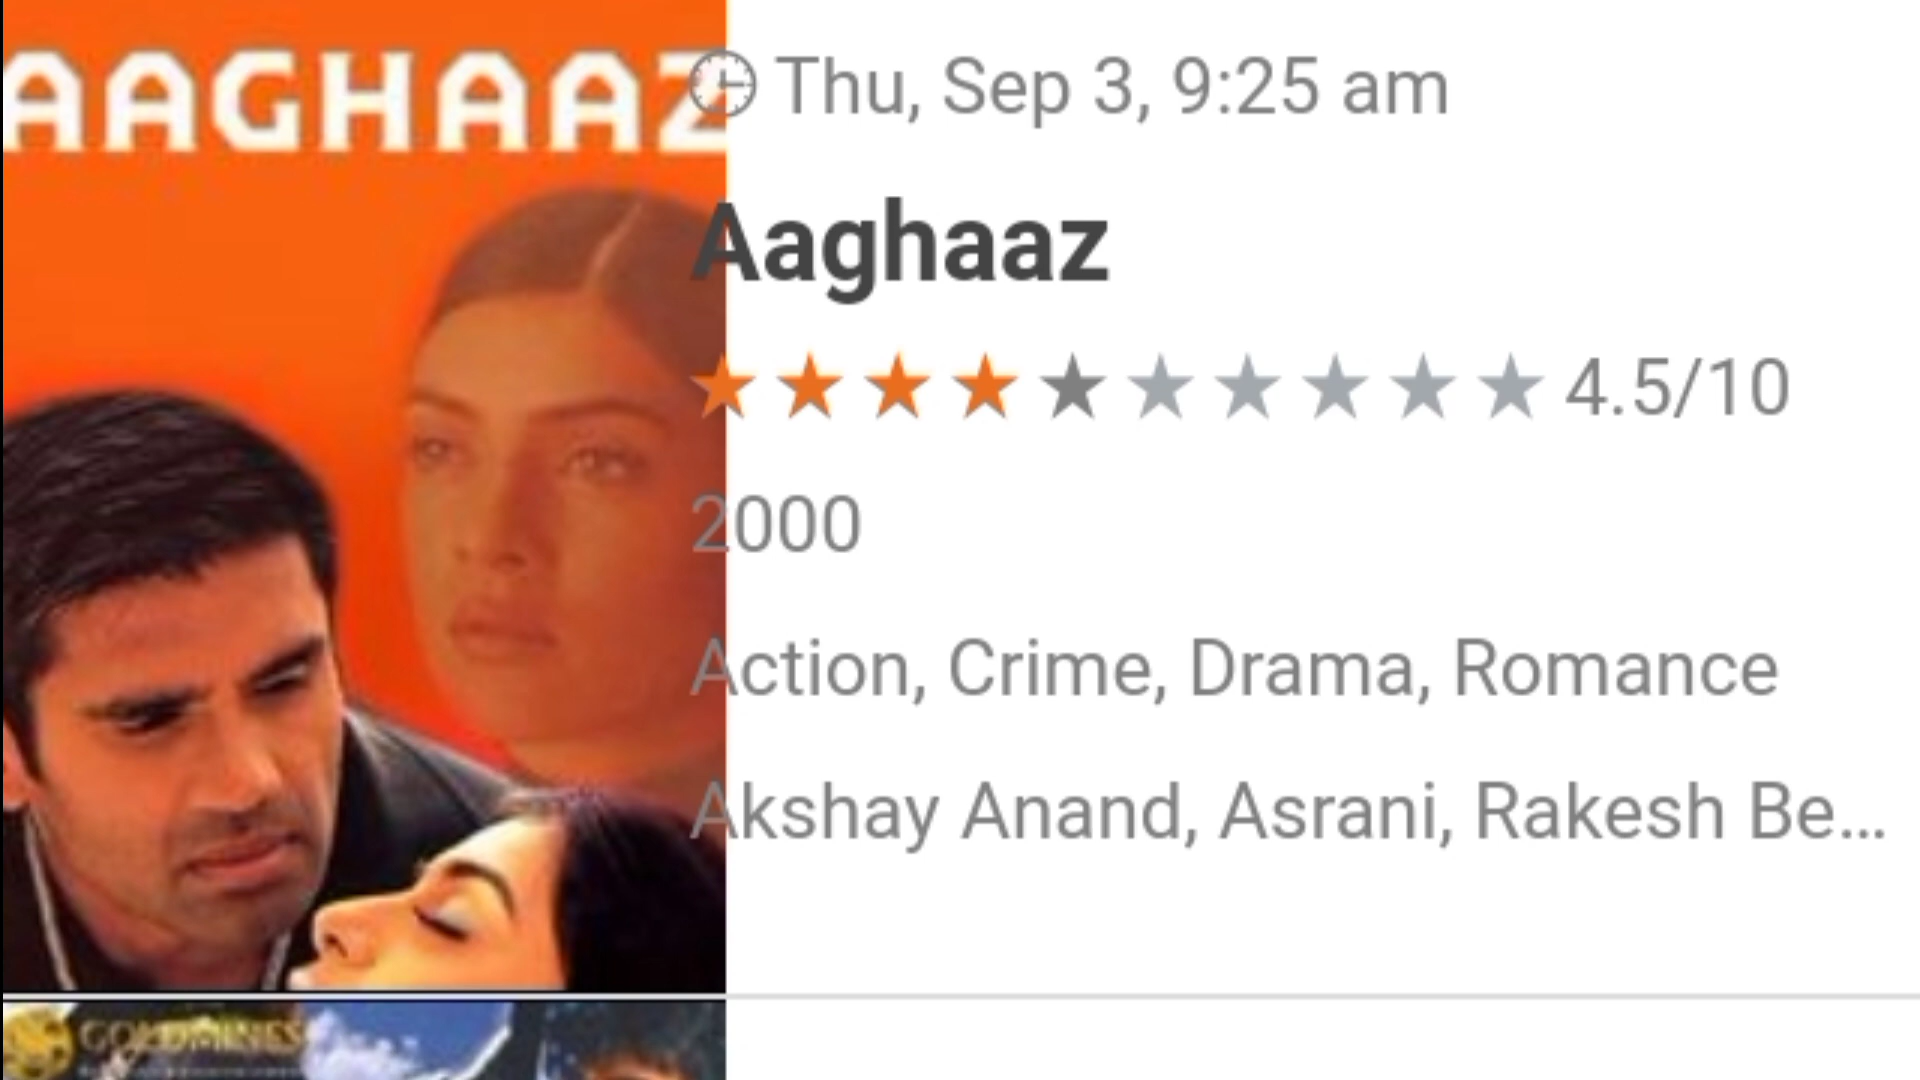 AAGHAAZ
Thu, Sep 3, 9:25 am
Aaghaaz
4.5/10
2000
Action, Crime, Drama, Romance
Akshay Anand, Asrani, Rakesh Be...
GOLDMINES